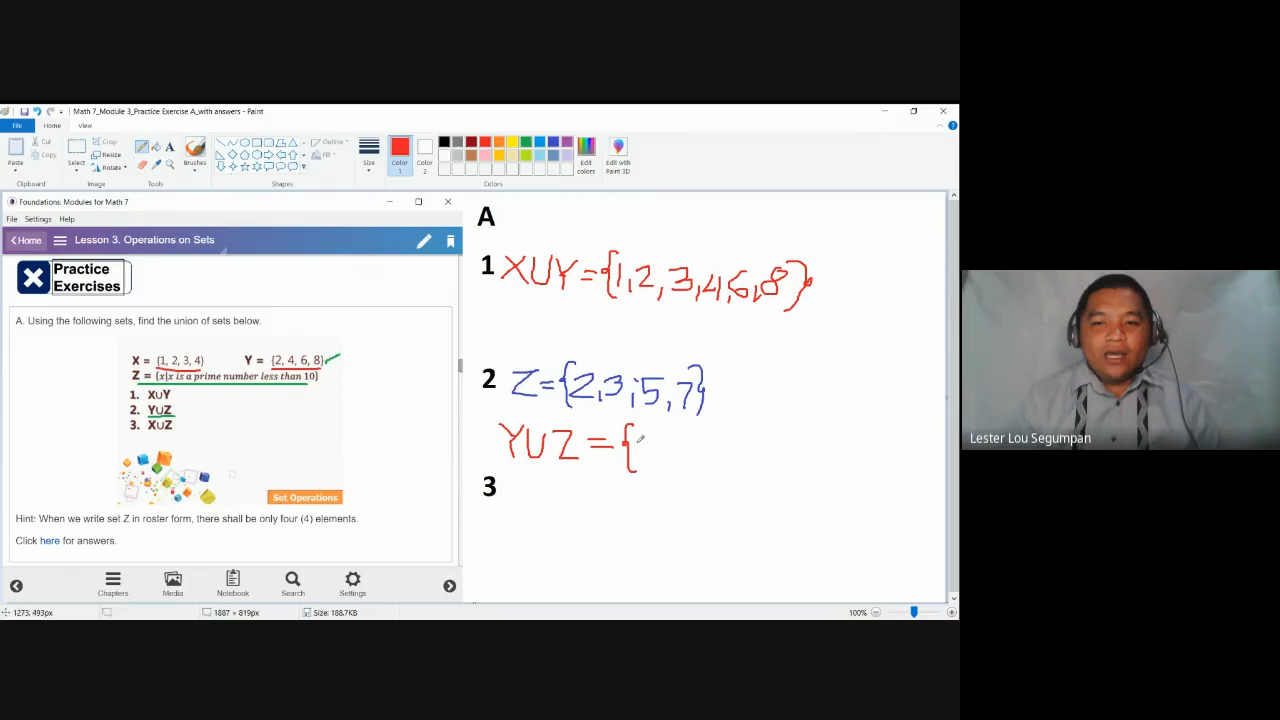 Math 7_Module 3_Practice Exercise A_with answers - Paint
File Home View
Paste Cut Copy Clipboard
Select Crop Resize Rotate Image
Tools
Brushes
Shapes Outline Fill
Size
Color 1
Color 2
Colors
Edit colors
Edit with Paint 3D
Foundations: Modules for Math 7
File Settings Help
Home Lesson 3. Operations on Sets
Practice
Exercises
A. Using the following sets, find the union of sets below.
X = {1, 2, 3, 4} Y = {2, 4, 6, 8}
Z = {x|x is a prime number less than 10}
1. X∪Y
2. Y∪Z
3. X∪Z
Set Operations
Hint: When we write set Z in roster form, there shall be only four (4) elements.
Click here for answers.
Chapters Media Notebook Search Settings
A
1 X∪Y={1,2,3,4,6,8}
2 Z={2,3,5,7}
Y∪Z={
3
Lester Lou Segumpan
1273, 493px 1887 × 819px Size: 188.7KB 100%